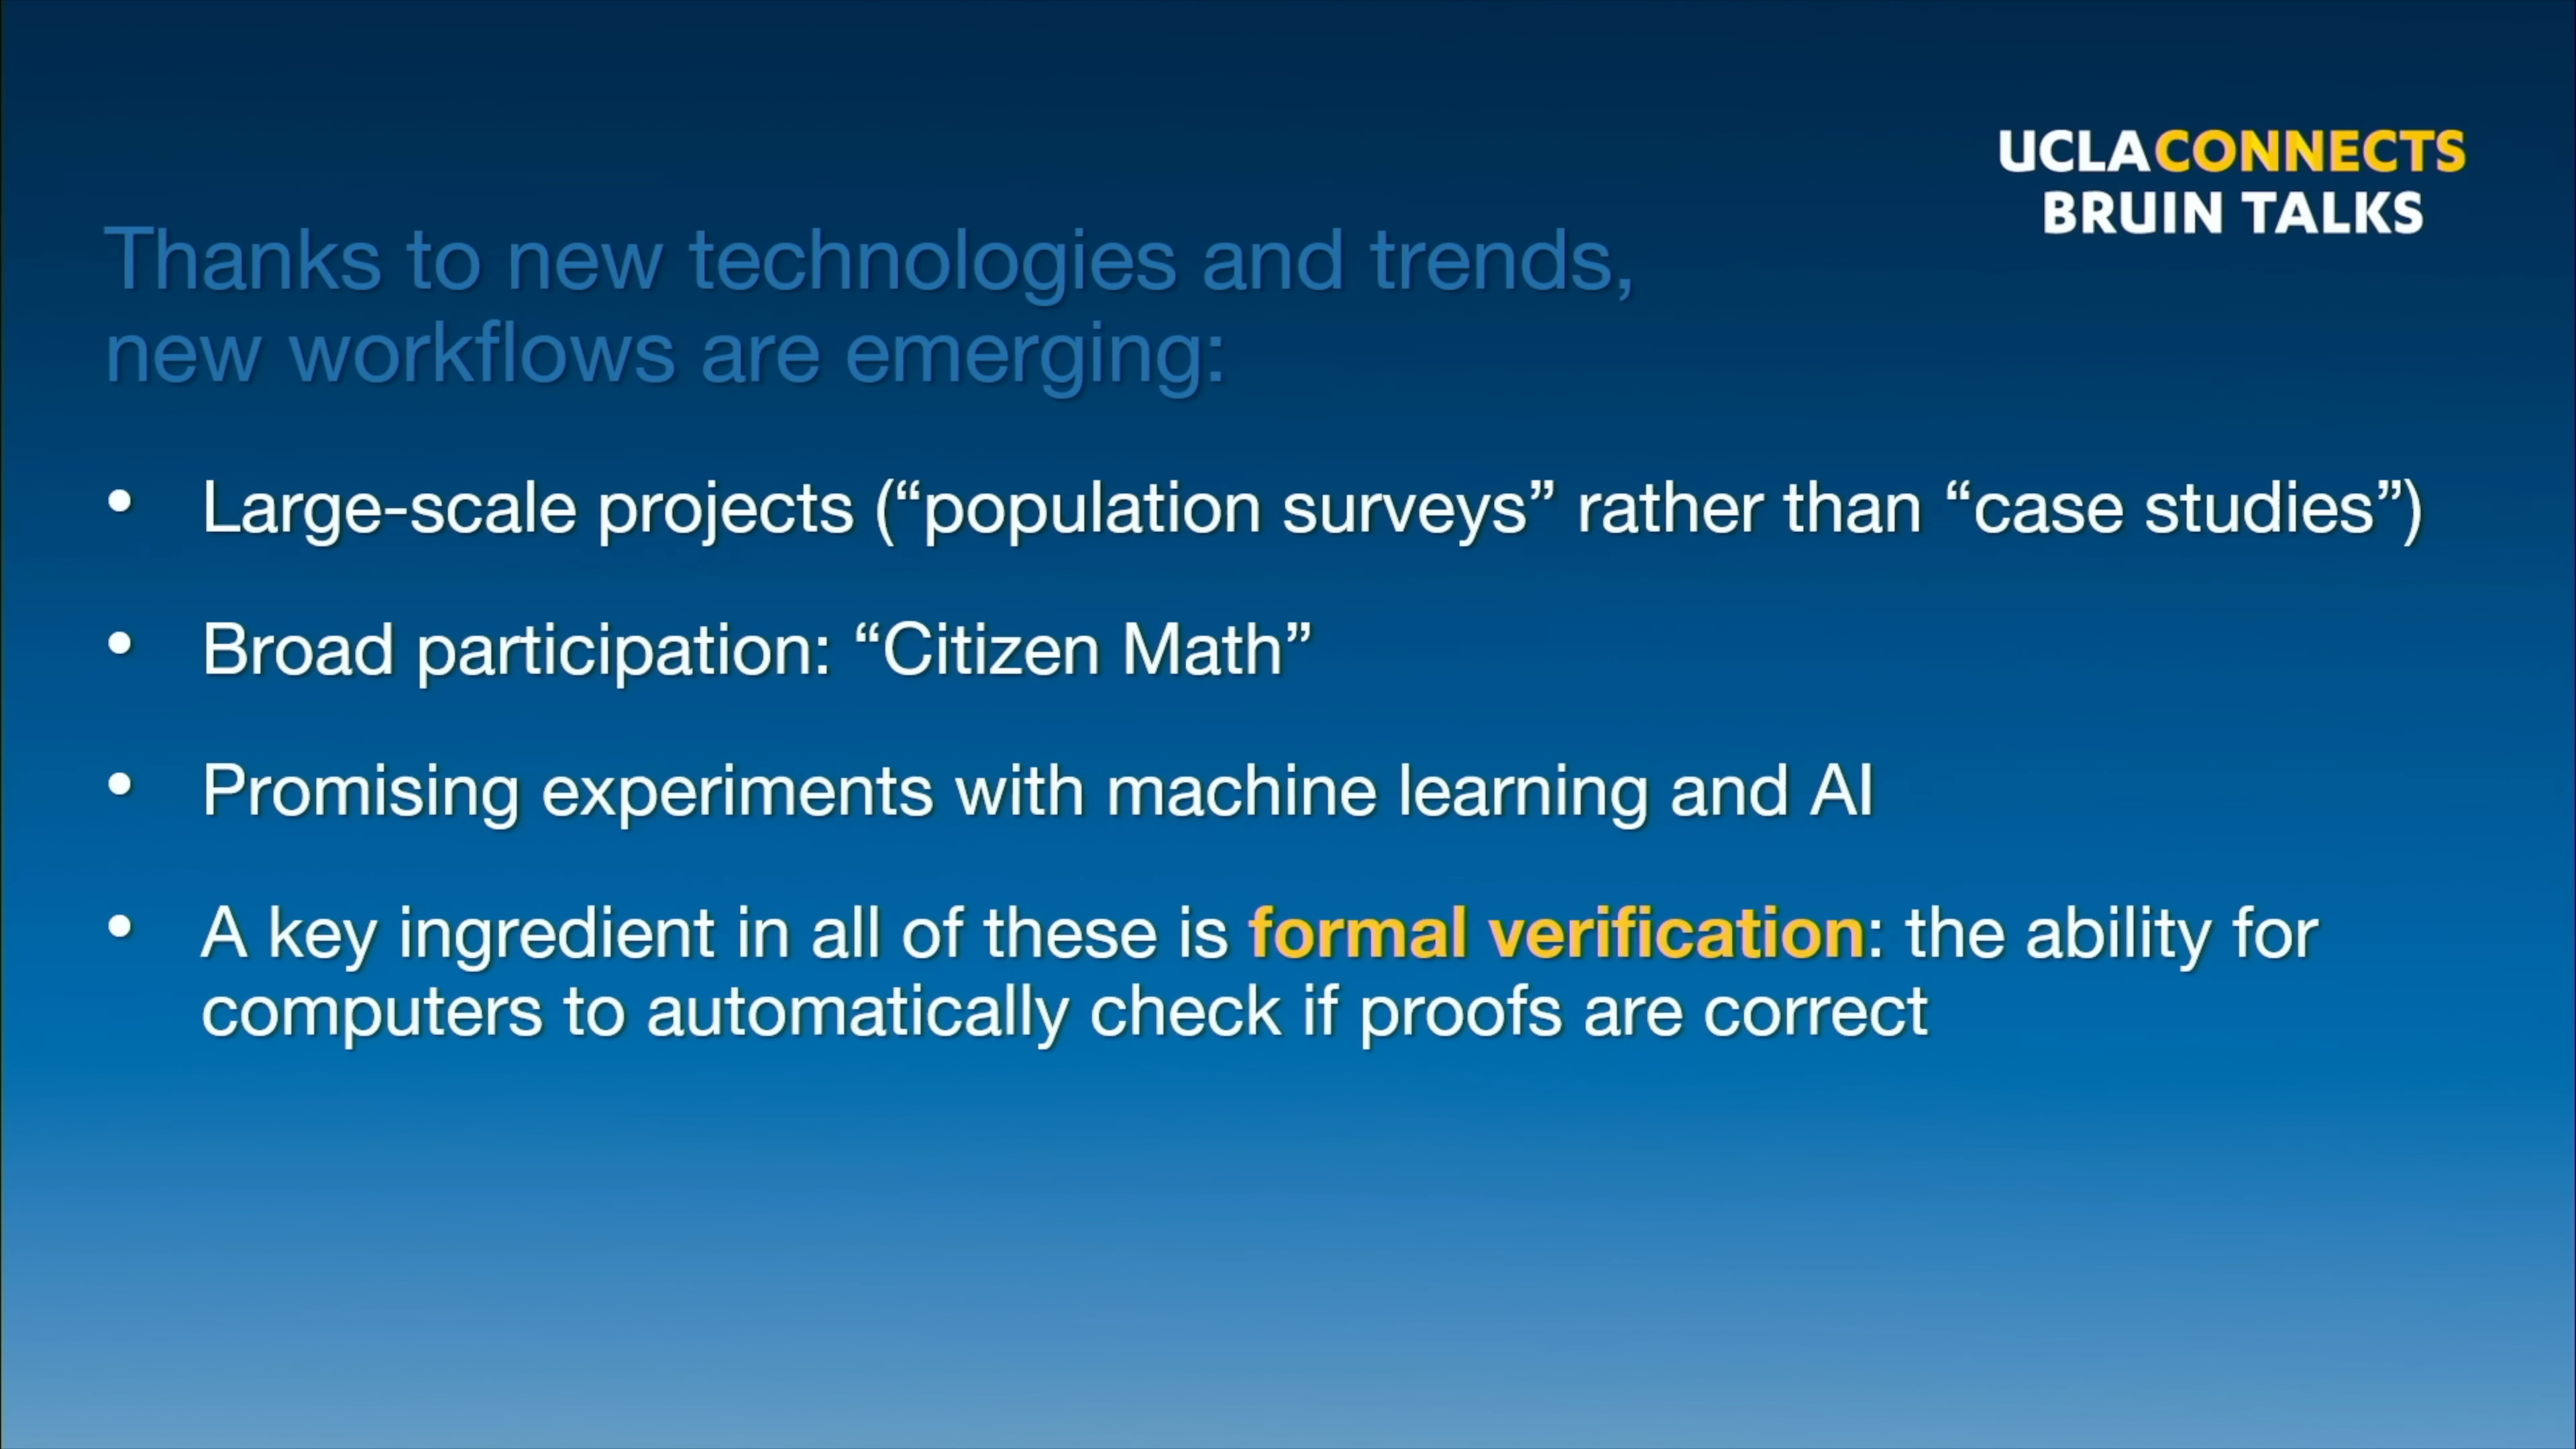 UCLACONNECTS
BRUIN TALKS
Thanks to new technologies and trends,
new workflows are emerging:
• Large-scale projects (“population surveys” rather than “case studies”)
• Broad participation: “Citizen Math”
• Promising experiments with machine learning and AI
• A key ingredient in all of these is formal verification: the ability for
computers to automatically check if proofs are correct